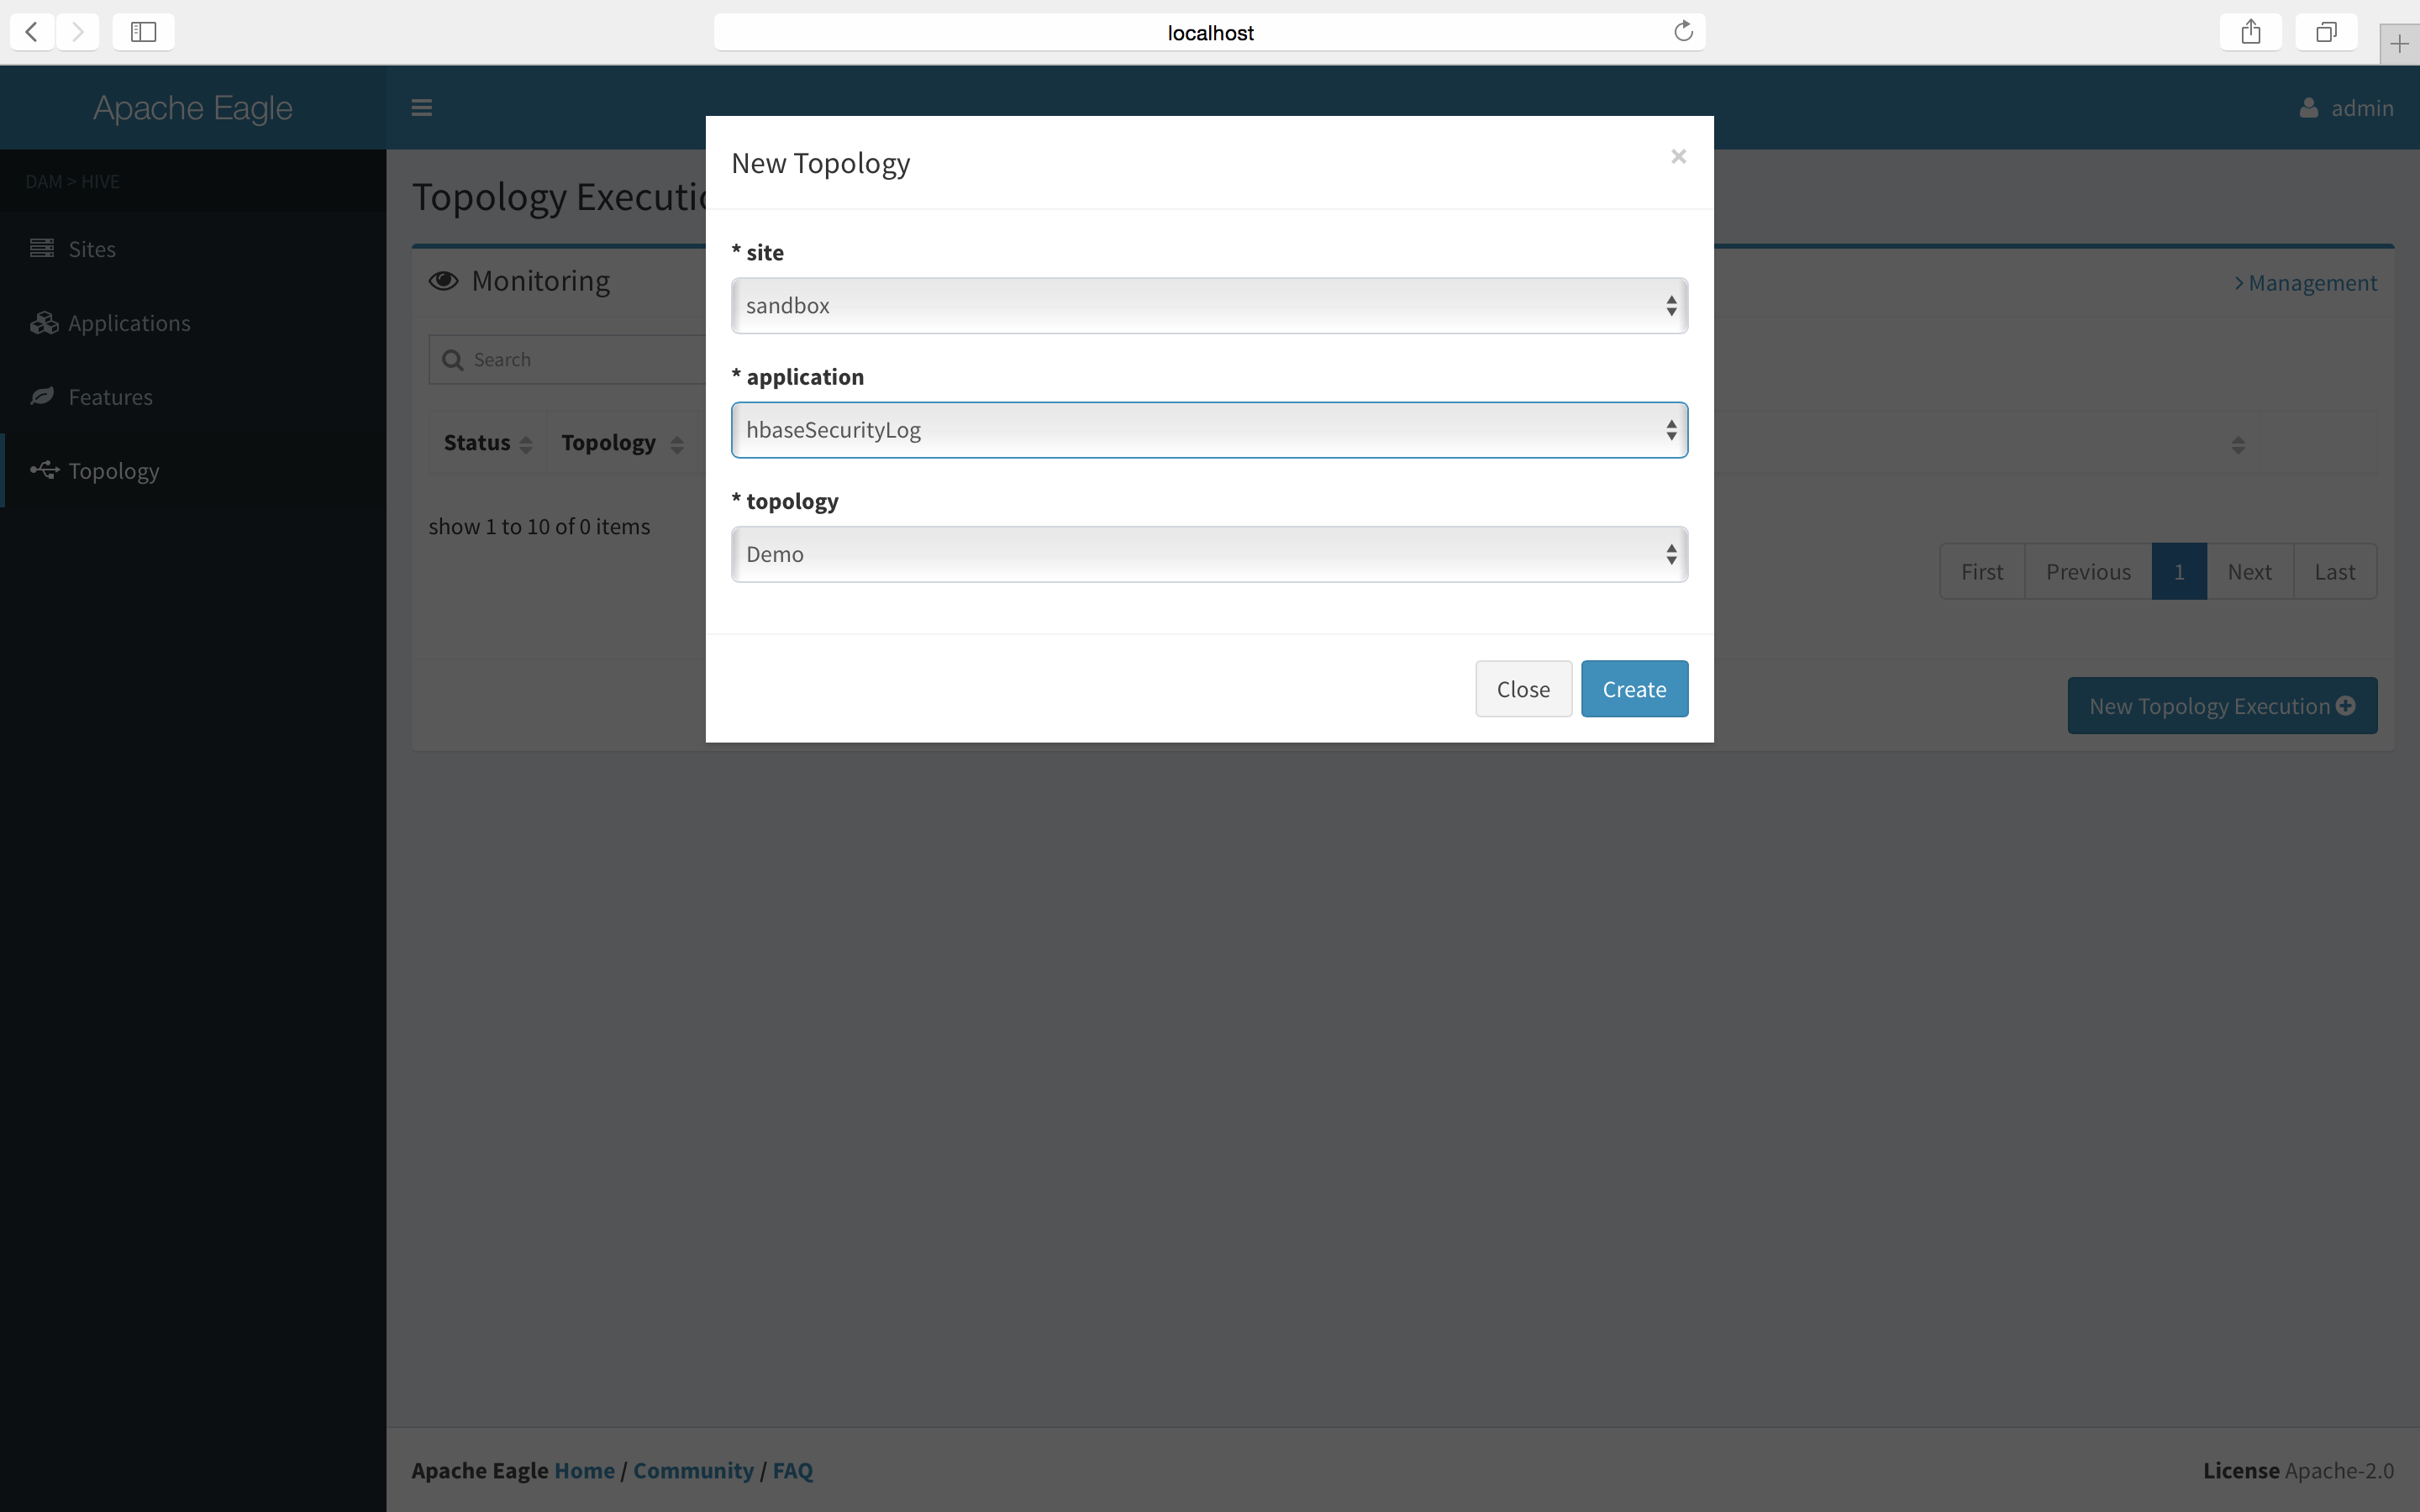 localhost
Apache Eagle
admin
DAM > HIVE
Sites
Applications
Features
Topology
Topology Executio
Monitoring
> Management
Search
Status Topology
show 1 to 10 of 0 items
First Previous 1 Next Last
New Topology Execution
New Topology
×
* site
sandbox
* application
hbaseSecurityLog
* topology
Demo
Close Create
Apache Eagle Home / Community / FAQ
License Apache-2.0